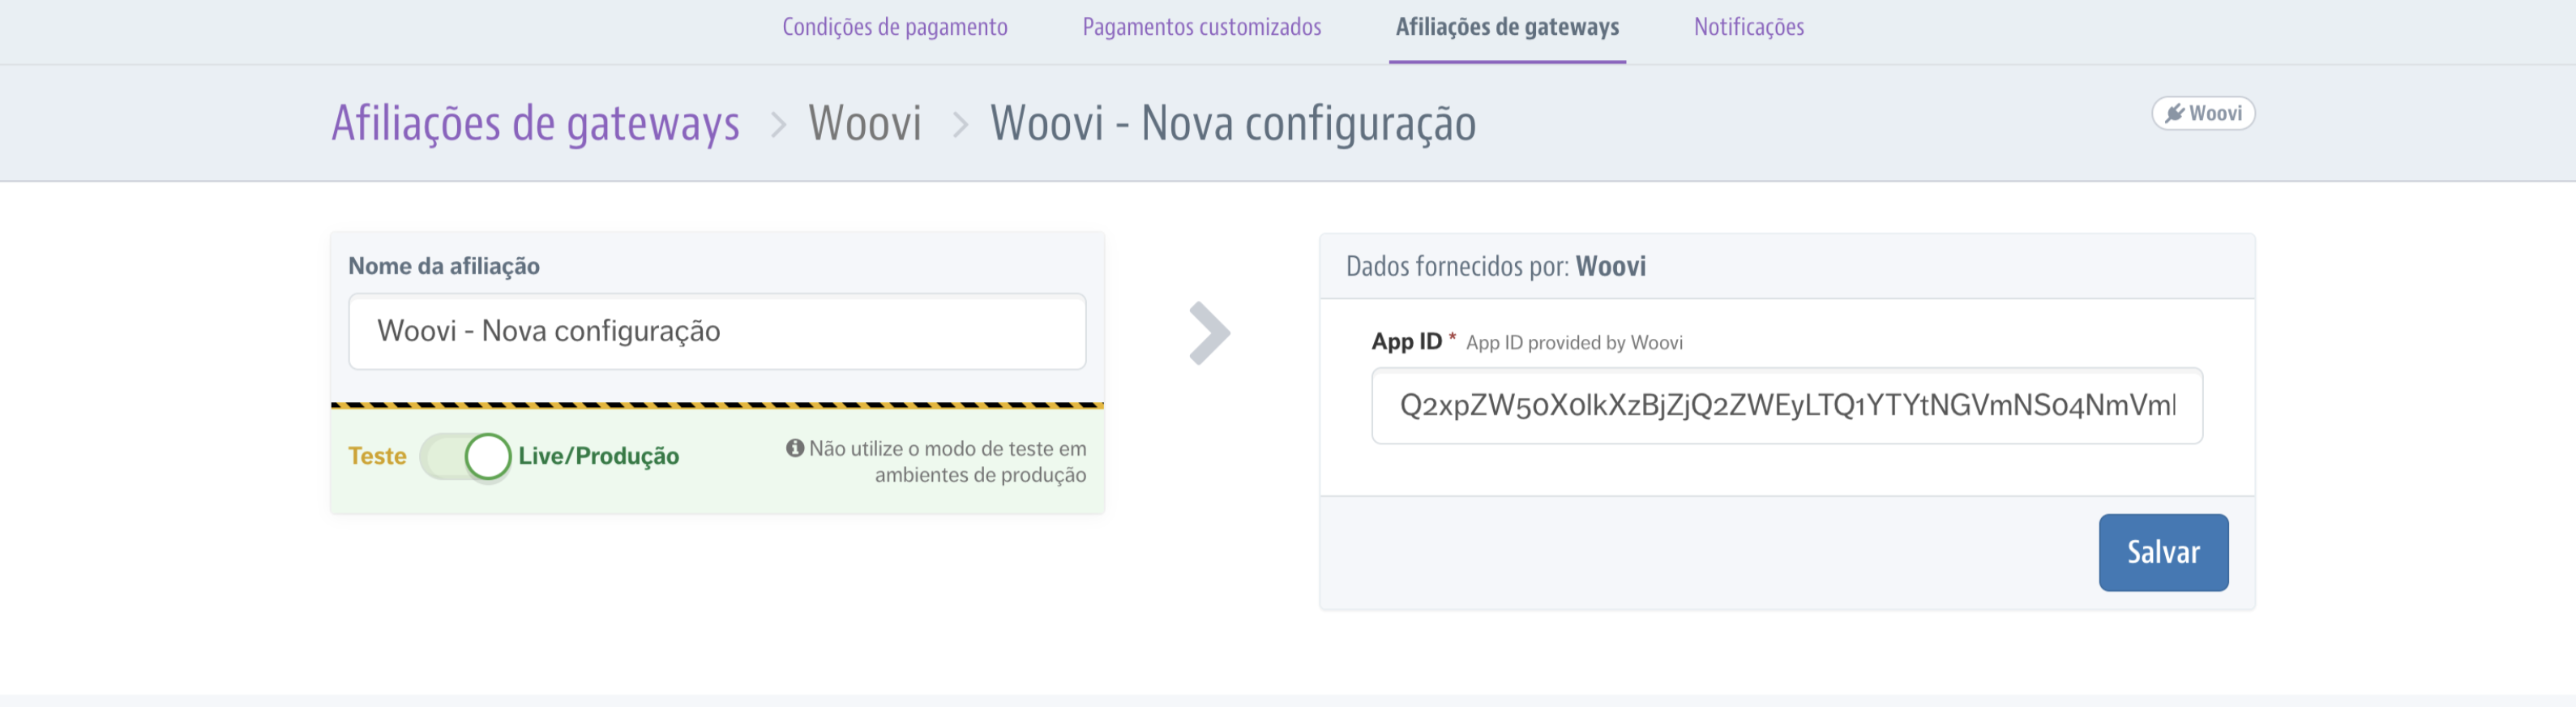 Condições de pagamento Pagamentos customizados Afiliações de gateways Notificações
Afiliações de gateways > Woovi > Woovi - Nova configuração
Woovi
Nome da afiliação
Woovi - Nova configuração
Teste Live/Produção
Não utilize o modo de teste em
ambientes de produção
Dados fornecidos por: Woovi
App ID * App ID provided by Woovi
Q2xpZW50X0lkXzBjZjQ2ZWEyLTQ1YTYtNGVmNS04NmVml
Salvar